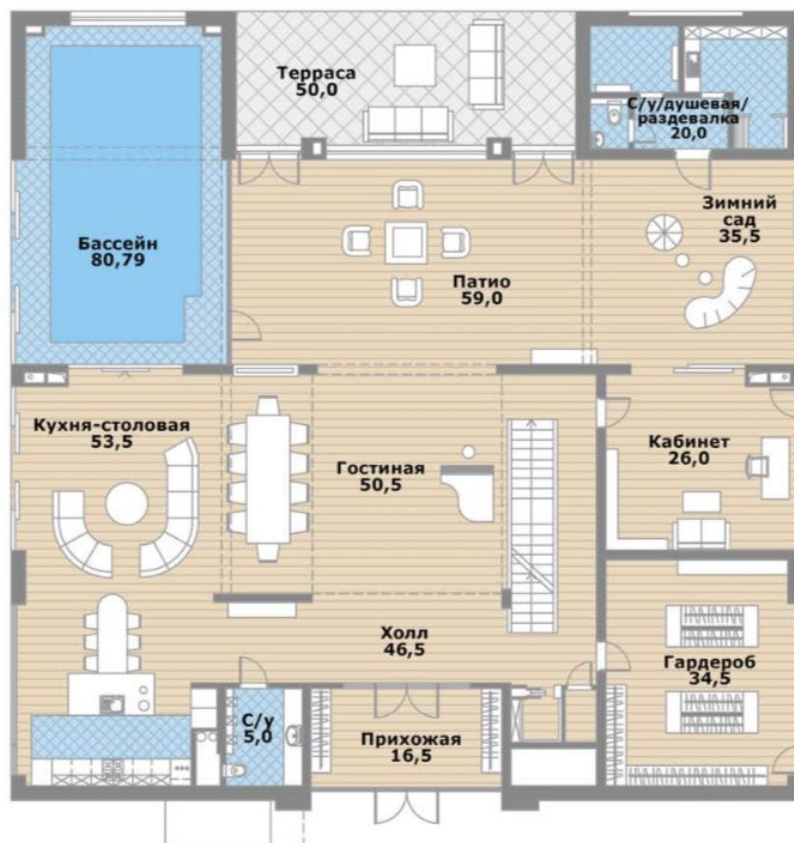 Терраса
50,0
С/у/душевая/
раздевалка
20,0
Бассейн
80,79
Патио
59,0
Зимний
сад
35,5
Кухня-столовая
53,5
Гостиная
50,5
Кабинет
26,0
Холл
46,5
Гардероб
34,5
С/у
5,0
Прихожая
16,5